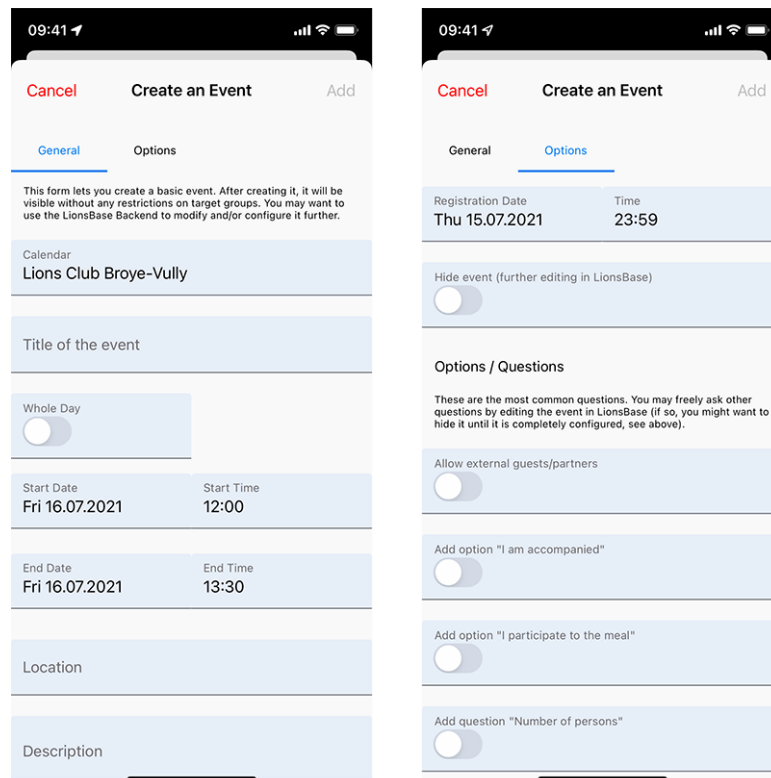 09:41
Cancel
Create an Event
Add
General
Options
This form lets you create a basic event. After creating it, it will be
visible without any restrictions on target groups. You may want to
use the LionsBase Backend to modify and/or configure it further.
Calendar
Lions Club Broye-Vully
Title of the event
Whole Day
Start Date
Start Time
Fri 16.07.2021
12:00
End Date
End Time
Fri 16.07.2021
13:30
Location
Description
09:41
Cancel
Create an Event
Add
General
Options
Registration Date
Time
Thu 15.07.2021
23:59
Hide event (further editing in LionsBase)
Options / Questions
These are the most common questions. You may freely ask other
questions by editing the event in LionsBase (if so, you might want to
hide it until it is completely configured, see above).
Allow external guests/partners
Add option "I am accompanied"
Add option "I participate to the meal"
Add question "Number of persons"